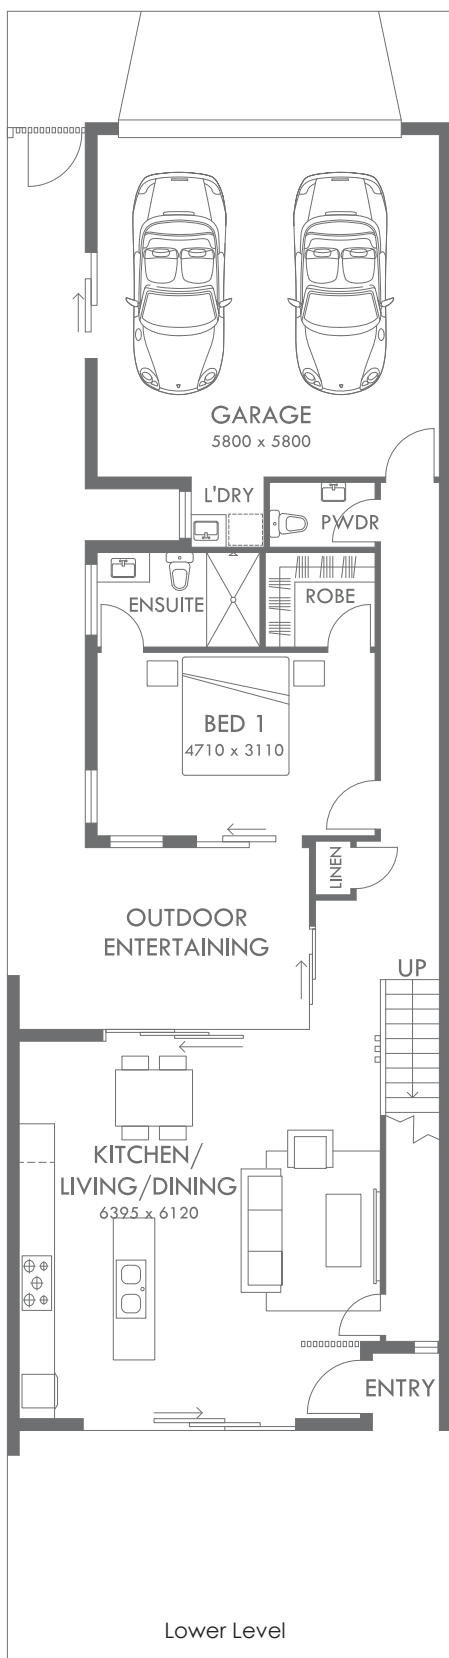 GARAGE
5800 x 5800
L'DRY
PWDR
ENSUITE
ROBE
BED 1
4710 x 3110
LINEN
OUTDOOR
ENTERTAINING
UP
KITCHEN/
LIVING/DINING
6395 x 6120
ENTRY
Lower Level